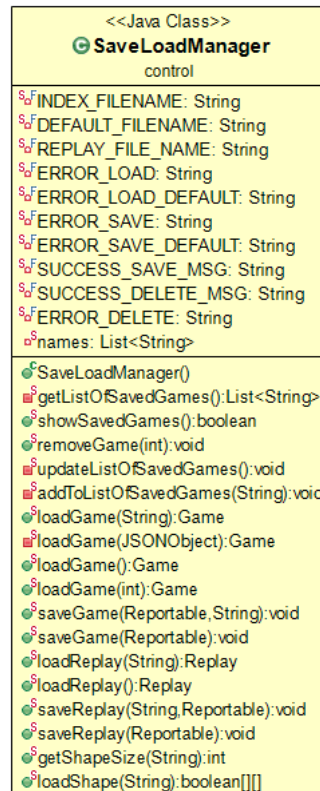 <<Java Class>>
SaveLoadManager
control
INDEX_FILENAME: String
DEFAULT_FILENAME: String
REPLAY_FILE_NAME: String
ERROR_LOAD: String
ERROR_LOAD_DEFAULT: String
ERROR_SAVE: String
ERROR_SAVE_DEFAULT: String
SUCCESS_SAVE_MSG: String
SUCCESS_DELETE_MSG: String
ERROR_DELETE: String
names: List<String>
SaveLoadManager()
getListOfSavedGames():List<String>
showSavedGames():boolean
removeGame(int):void
updateListOfSavedGames():void
addToListOfSavedGames(String):void
loadGame(String):Game
loadGame(JSONObject):Game
loadGame():Game
loadGame(int):Game
saveGame(Reportable,String):void
saveGame(Reportable):void
loadReplay(String):Replay
loadReplay():Replay
saveReplay(String,Reportable):void
saveReplay(Reportable):void
getShapeSize(String):int
loadShape(String):boolean[][]